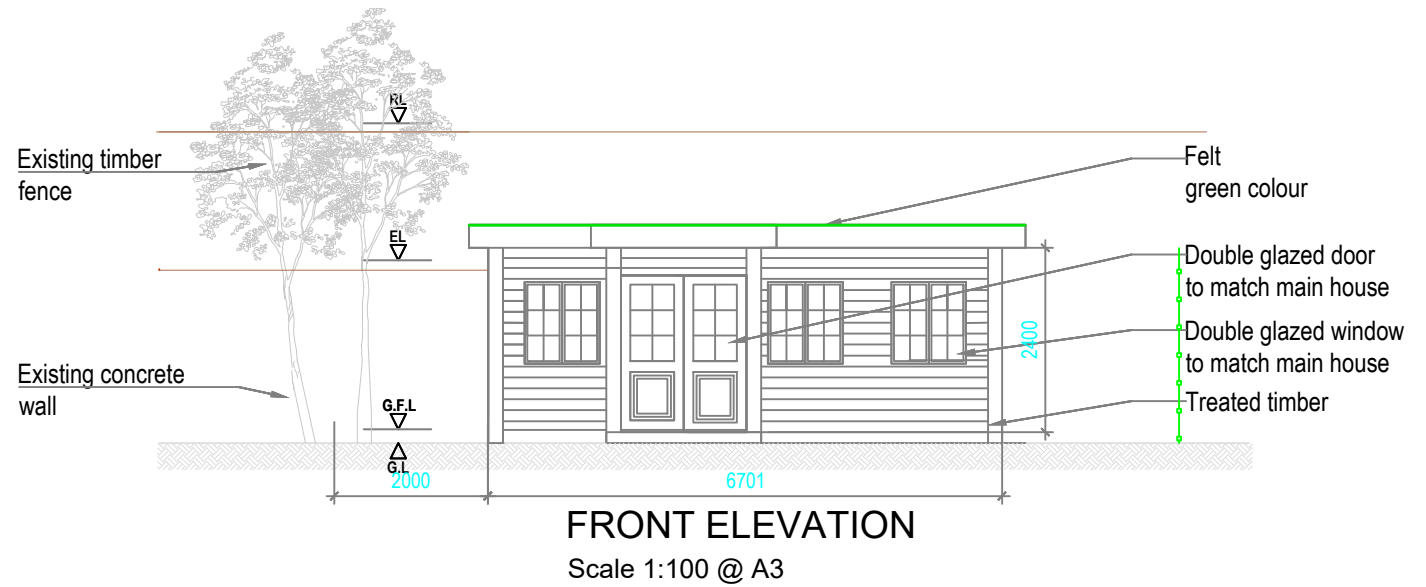 RL
Existing timber
fence
Felt
green colour
EL
Double glazed door
to match main house
2400
Double glazed window
to match main house
Existing concrete
wall
Treated timber
G.F.L
G.L
2000
6701
FRONT ELEVATION
Scale 1:100 @ A3